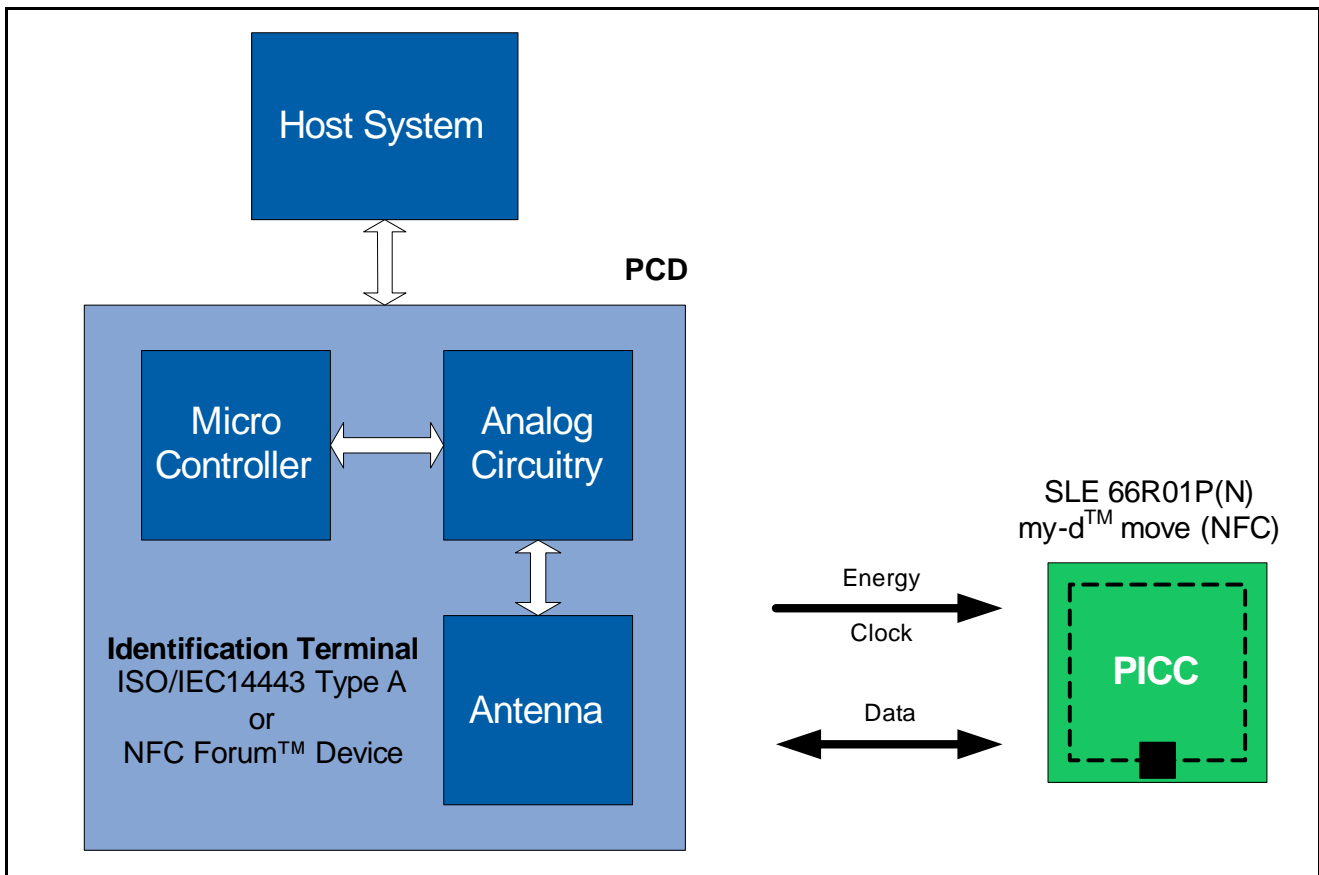 Host System
PCD
Micro
Controller
Analog
Circuitry
Identification Terminal
ISO/IEC14443 Type A
or
NFC Forum™ Device
Antenna
Energy
Clock
Data
SLE 66R01P(N)
my-d™ move (NFC)
PICC